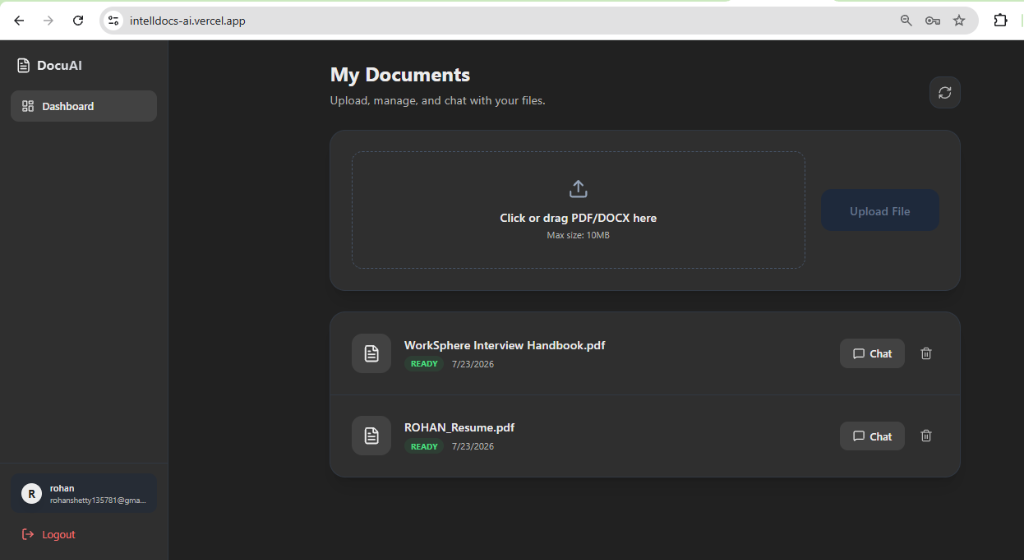 intelldocs-ai.vercel.app
DocuAI
Dashboard
My Documents
Upload, manage, and chat with your files.
Click or drag PDF/DOCX here
Max size: 10MB
Upload File
WorkSphere Interview Handbook.pdf
READY 7/23/2026
Chat
ROHAN_Resume.pdf
READY 7/23/2026
Chat
R
rohan
rohanshetty135781@gma...
Logout